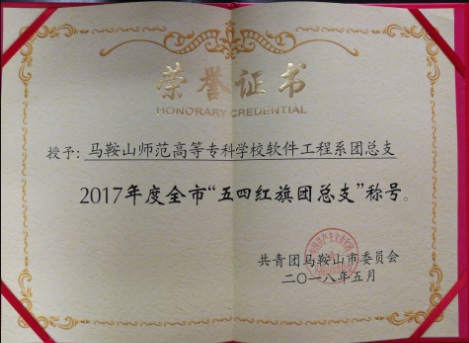 荣誉证书
HONORARY CREDENTIAL
授予:马鞍山师范高等专科学校软件工程系团总支
2017年度全市“五四红旗团总支”称号。
共青团马鞍山市委员会
二〇一八年五月